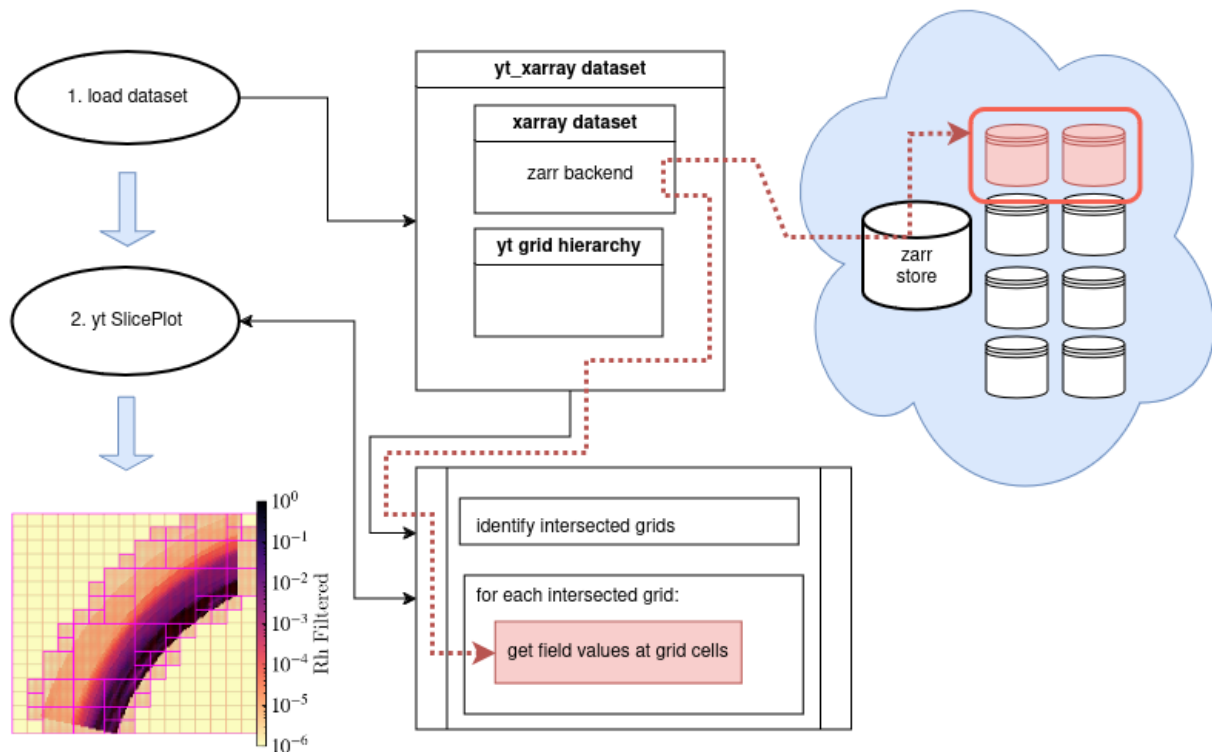 1. load dataset
yt_xarray dataset
xarray dataset
zarr backend
yt grid hierarchy
zarr
store
2. yt SlicePlot
identify intersected grids
for each intersected grid:
get field values at grid cells
10⁰
10⁻¹
10⁻²
10⁻³
10⁻⁴
10⁻⁵
10⁻⁶
Rh Filtered